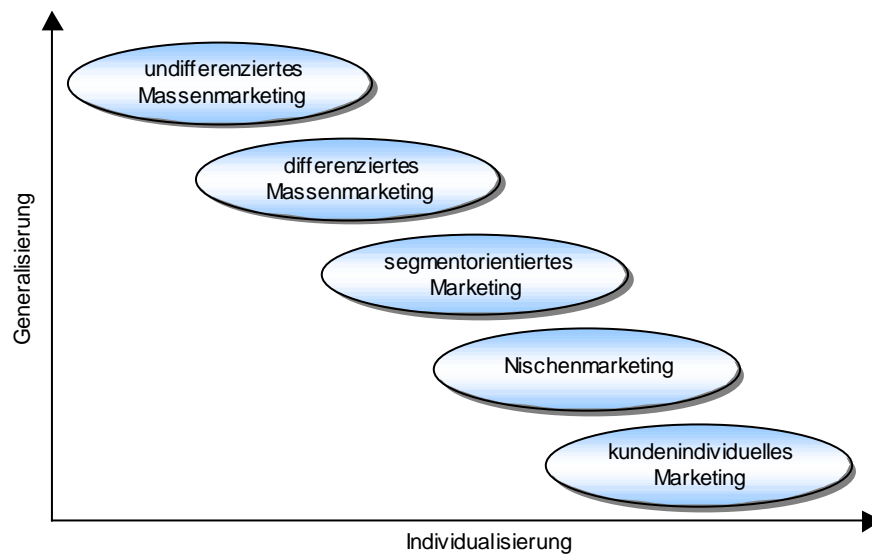 undifferenziertes
Massenmarketing
differenziertes
Massenmarketing
segmentorientiertes
Marketing
Nischenmarketing
kundenindividuelles
Marketing
Generalisierung
Individualisierung